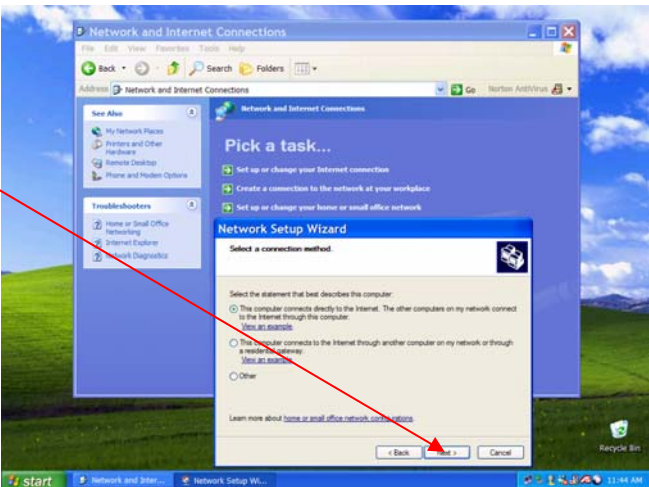 Network and Internet Connections
File Edit View Favorites Tools Help
Back Search Folders
Address Network and Internet Connections Go Norton AntiVirus
See Also
My Network Places
Printers and Other
Hardware
Remote Desktop
Phone and Modem Options
Troubleshooters
Home or Small Office
Networking
Internet Explorer
Network Diagnostics
Network and Internet Connections
Pick a task...
Set up or change your Internet connection
Create a connection to the network at your workplace
Set up or change your home or small office network
Network Setup Wizard
Select a connection method.
Select the statement that best describes this computer:
This computer connects directly to the Internet. The other computers on my network connect
to the Internet through this computer.
View an example.
This computer connects to the Internet through another computer on my network or through
a residential gateway.
View an example.
Other
Learn more about home or small office network configurations.
< Back Next > Cancel
Recycle Bin
start Network and Inter... Network Setup Wi... 11:44 AM